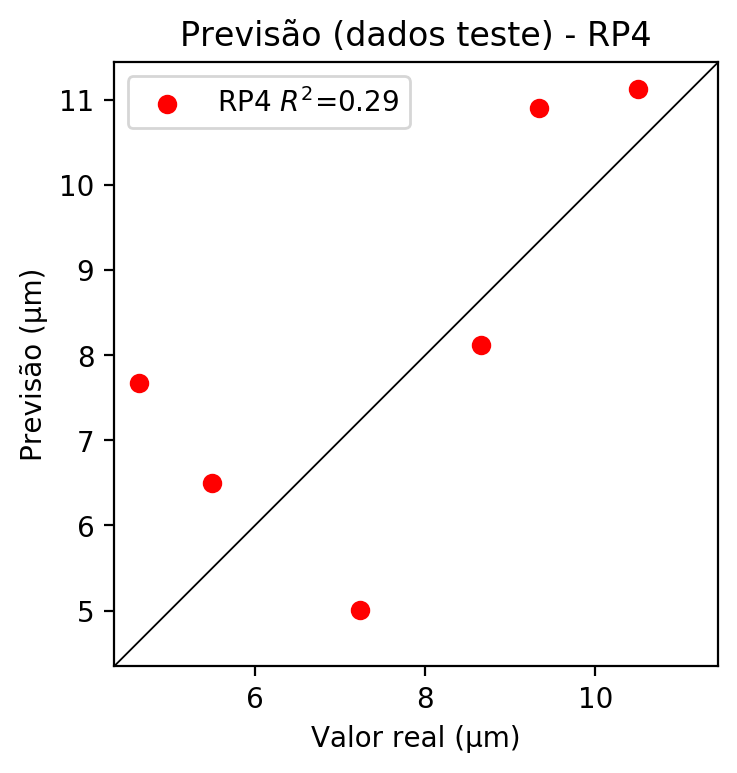 Previsão (dados teste) - RP4
RP4 R²=0.29
Previsão (µm)
11
10
9
8
7
6
5
6 8 10
Valor real (µm)